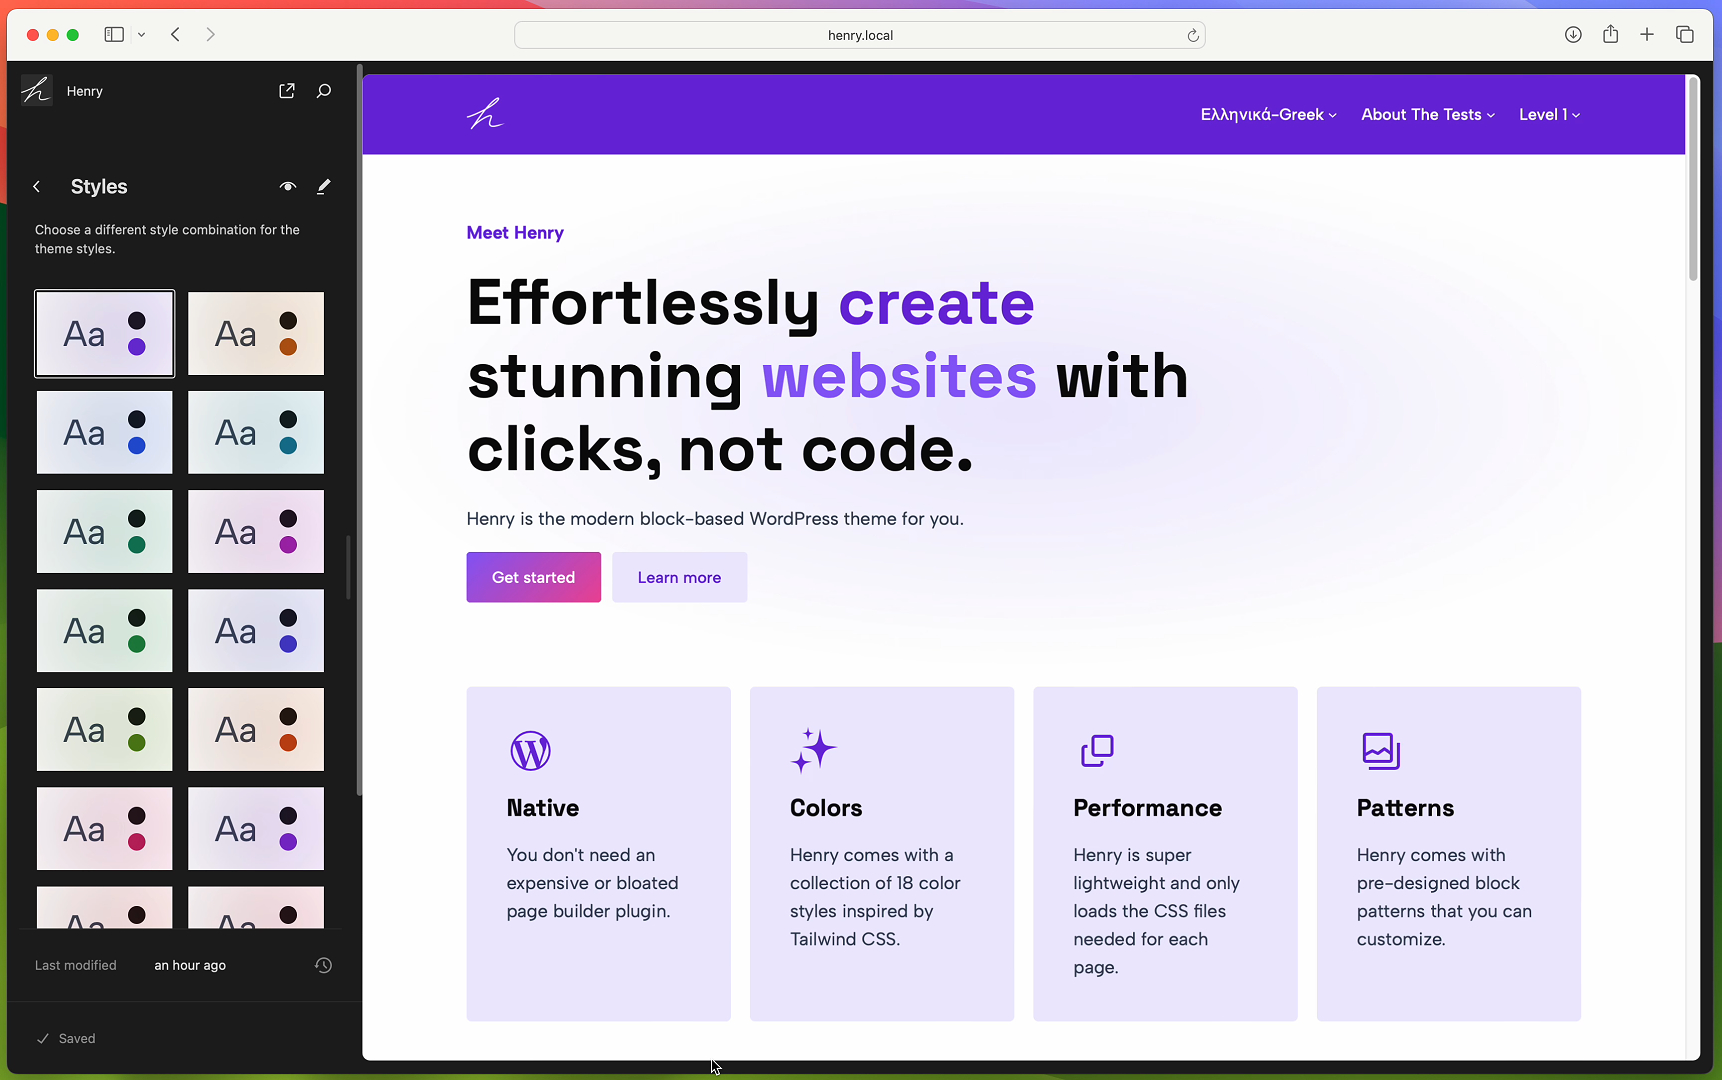 henry.local
Henry
Styles
Choose a different style combination for the
theme styles.
Aa
Aa
Aa
Aa
Aa
Aa
Aa
Aa
Aa
Aa
Aa
Aa
Aa
Aa
Last modified
an hour ago
Saved
Ελληνικά-Greek
About The Tests
Level 1
Meet Henry
Effortlessly create
stunning websites with
clicks, not code.
Henry is the modern block-based WordPress theme for you.
Get started
Learn more
Native
You don't need an
expensive or bloated
page builder plugin.
Colors
Henry comes with a
collection of 18 color
styles inspired by
Tailwind CSS.
Performance
Henry is super
lightweight and only
loads the CSS files
needed for each
page.
Patterns
Henry comes with
pre-designed block
patterns that you can
customize.